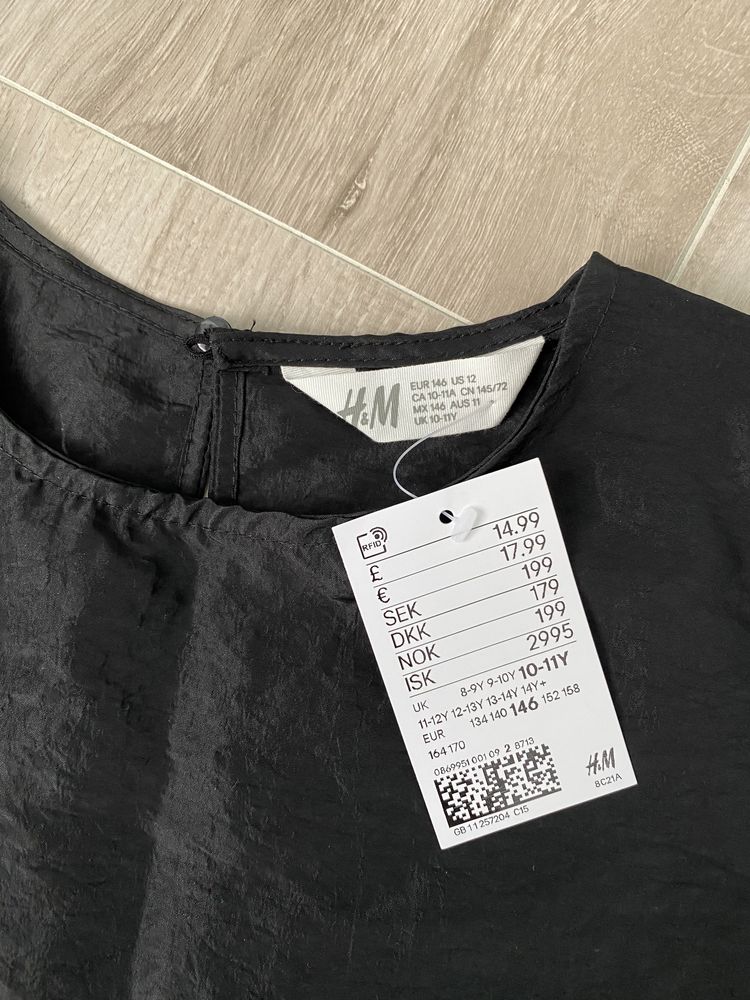 H&M
EUR 146 US 12
CA 10-11A CN 145/72
MX 146 AUS 11
UK 10-11Y
RFID
£ 14.99
€ 17.99
SEK 199
DKK 179
NOK 199
ISK 2995
UK 8-9Y 9-10Y 10-11Y
11-12Y 12-13Y 13-14Y 14Y+
EUR 134 140 146 152 158
164 170
0869951 001 09 2 8713
GB 11257204 C15
H&M
8C21A